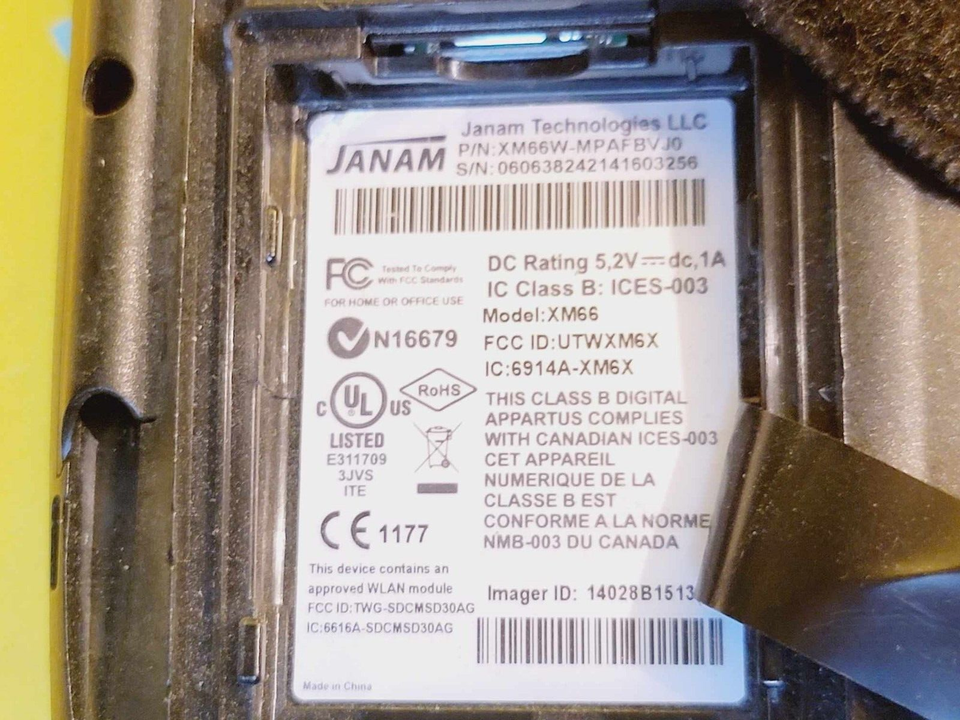 JANAM
Janam Technologies LLC
P/N:XM66W-MPAFBVJ0
S/N: 060638242141603256
FC Tested To Comply
With FCC Standards
FOR HOME OR OFFICE USE
N16679
C UL US
LISTED
E311709
3JVS
ITE
RoHS
CE 1177
This device contains an
approved WLAN module
FCC ID:TWG-SDCMSD30AG
IC:6616A-SDCMSD30AG
Made in China
DC Rating 5,2V⎓dc,1A
IC Class B: ICES-003
Model:XM66
FCC ID:UTWXM6X
IC:6914A-XM6X
THIS CLASS B DIGITAL
APPARTUS COMPLIES
WITH CANADIAN ICES-003
CET APPAREIL
NUMERIQUE DE LA
CLASSE B EST
CONFORME A LA NORME
NMB-003 DU CANADA
Imager ID: 14028B1513